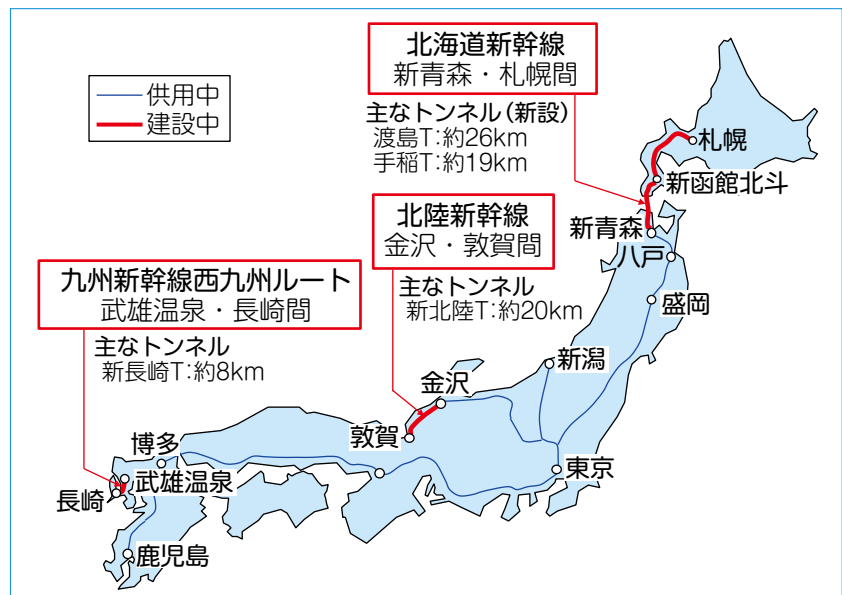 北海道新幹線
新青森・札幌間
供用中
建設中
主なトンネル(新設)
渡島T:約26km
手稲T:約19km
札幌
新函館北斗
北陸新幹線
金沢・敦賀間
新青森
八戸
九州新幹線西九州ルート
武雄温泉・長崎間
主なトンネル
新北陸T:約20km
盛岡
主なトンネル
新長崎T:約8km
新潟
金沢
敦賀
博多
武雄温泉
東京
長崎
鹿児島